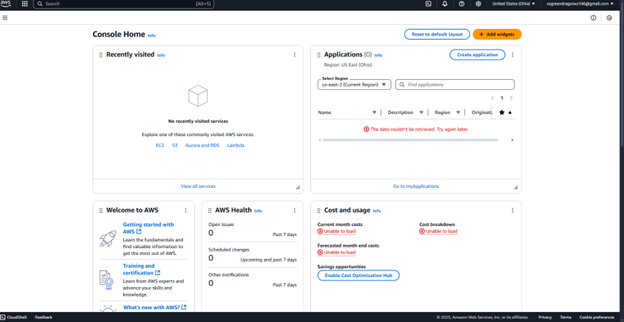 aws
Search
[Alt+S]
United States (Ohio)
Console Home Info
Reset to default layout
+ Add widgets
Recently visited Info
No recently visited services
Explore one of these commonly visited AWS services.
EC2 S3 Aurora and RDS Lambda
View all services
Applications (0) Info
Create application
Region: US East (Ohio)
Select Region
us-east-2 (Current Region)
Find applications
1
Name Description Region Originati
The data couldn't be retrieved. Try again later.
Go to myApplications
Welcome to AWS
Getting started with
AWS
Learn the fundamentals and
find valuable information to
get the most out of AWS.
Training and
certification
Learn from AWS experts and
advance your skills and
knowledge.
What's new with AWS?
AWS Health Info
Open issues
0
Past 7 days
Scheduled changes
0
Upcoming and past 7 days
Other notifications
0
Past 7 days
Cost and usage Info
Current month costs
Unable to load
Cost breakdown
Unable to load
Forecasted month end costs
Unable to load
Savings opportunities
Enable Cost Optimization Hub
CloudShell Feedback
© 2025, Amazon Web Services, Inc. or its affiliates. Privacy Terms Cookie preferences